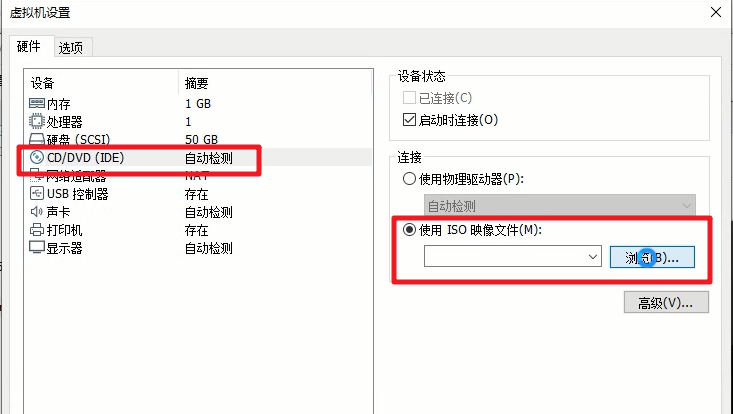 虚拟机设置
硬件 选项
设备 摘要
内存 1 GB
处理器 1
硬盘 (SCSI) 50 GB
CD/DVD (IDE) 自动检测
网络适配器 NAT
USB 控制器 存在
声卡 自动检测
打印机 存在
显示器 自动检测
设备状态
已连接(C)
启动时连接(O)
连接
使用物理驱动器(P):
自动检测
使用 ISO 映像文件(M):
浏览(B)...
高级(V)...